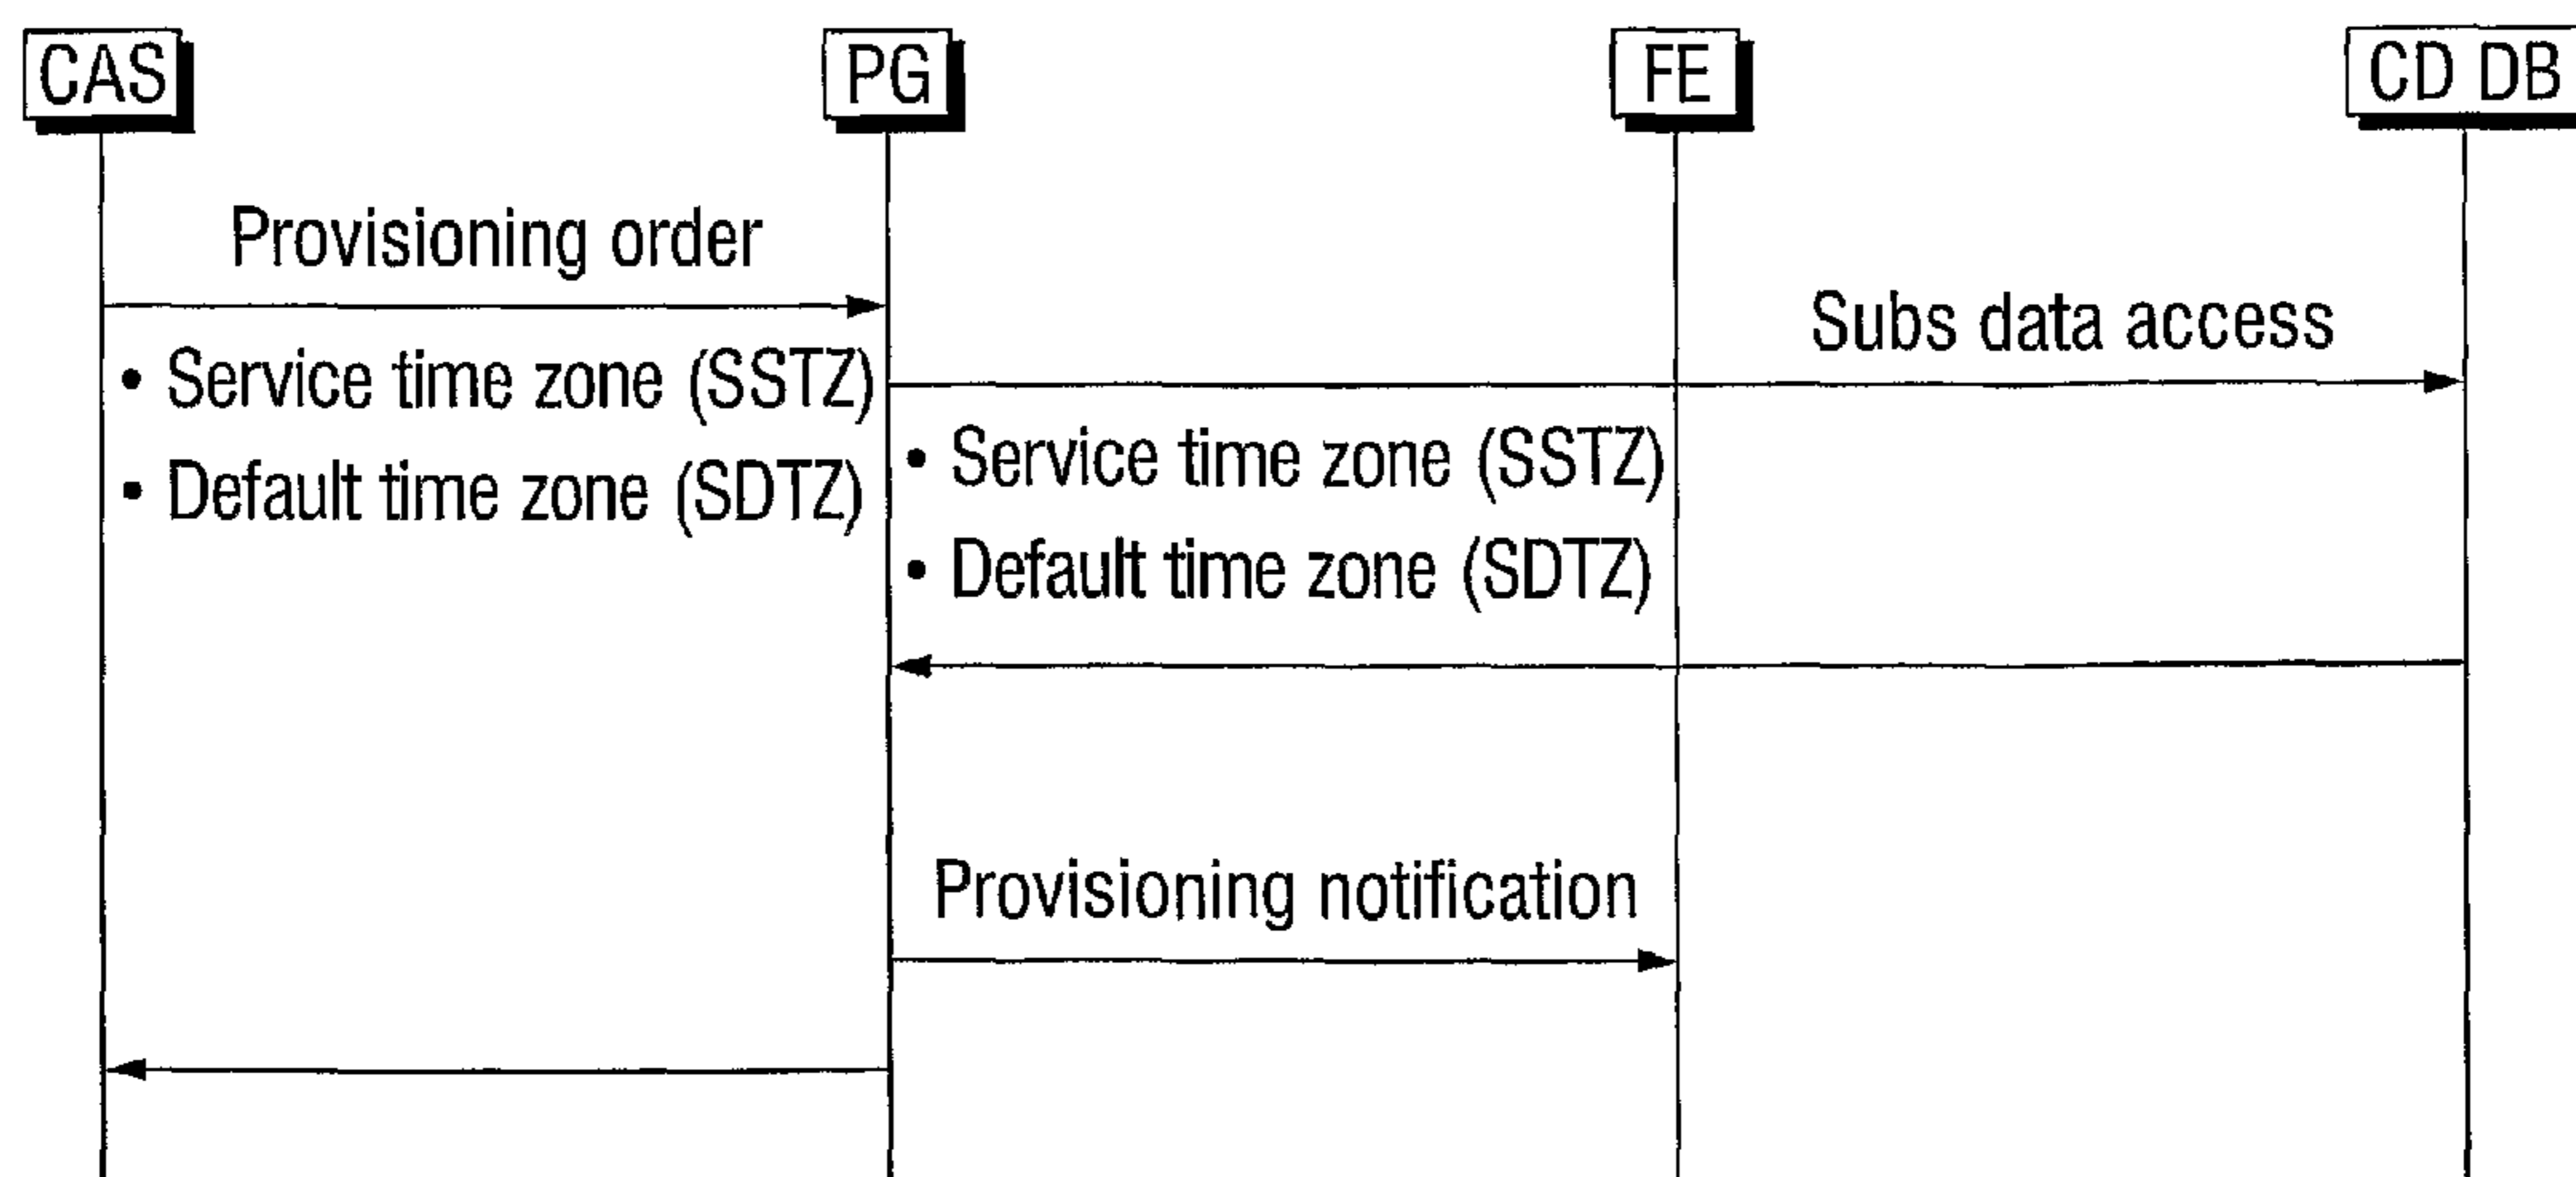 CAS
PG
FE
CD DB
Provisioning order
Subs data access
• Service time zone (SSTZ)
• Default time zone (SDTZ)
• Service time zone (SSTZ)
• Default time zone (SDTZ)
Provisioning notification